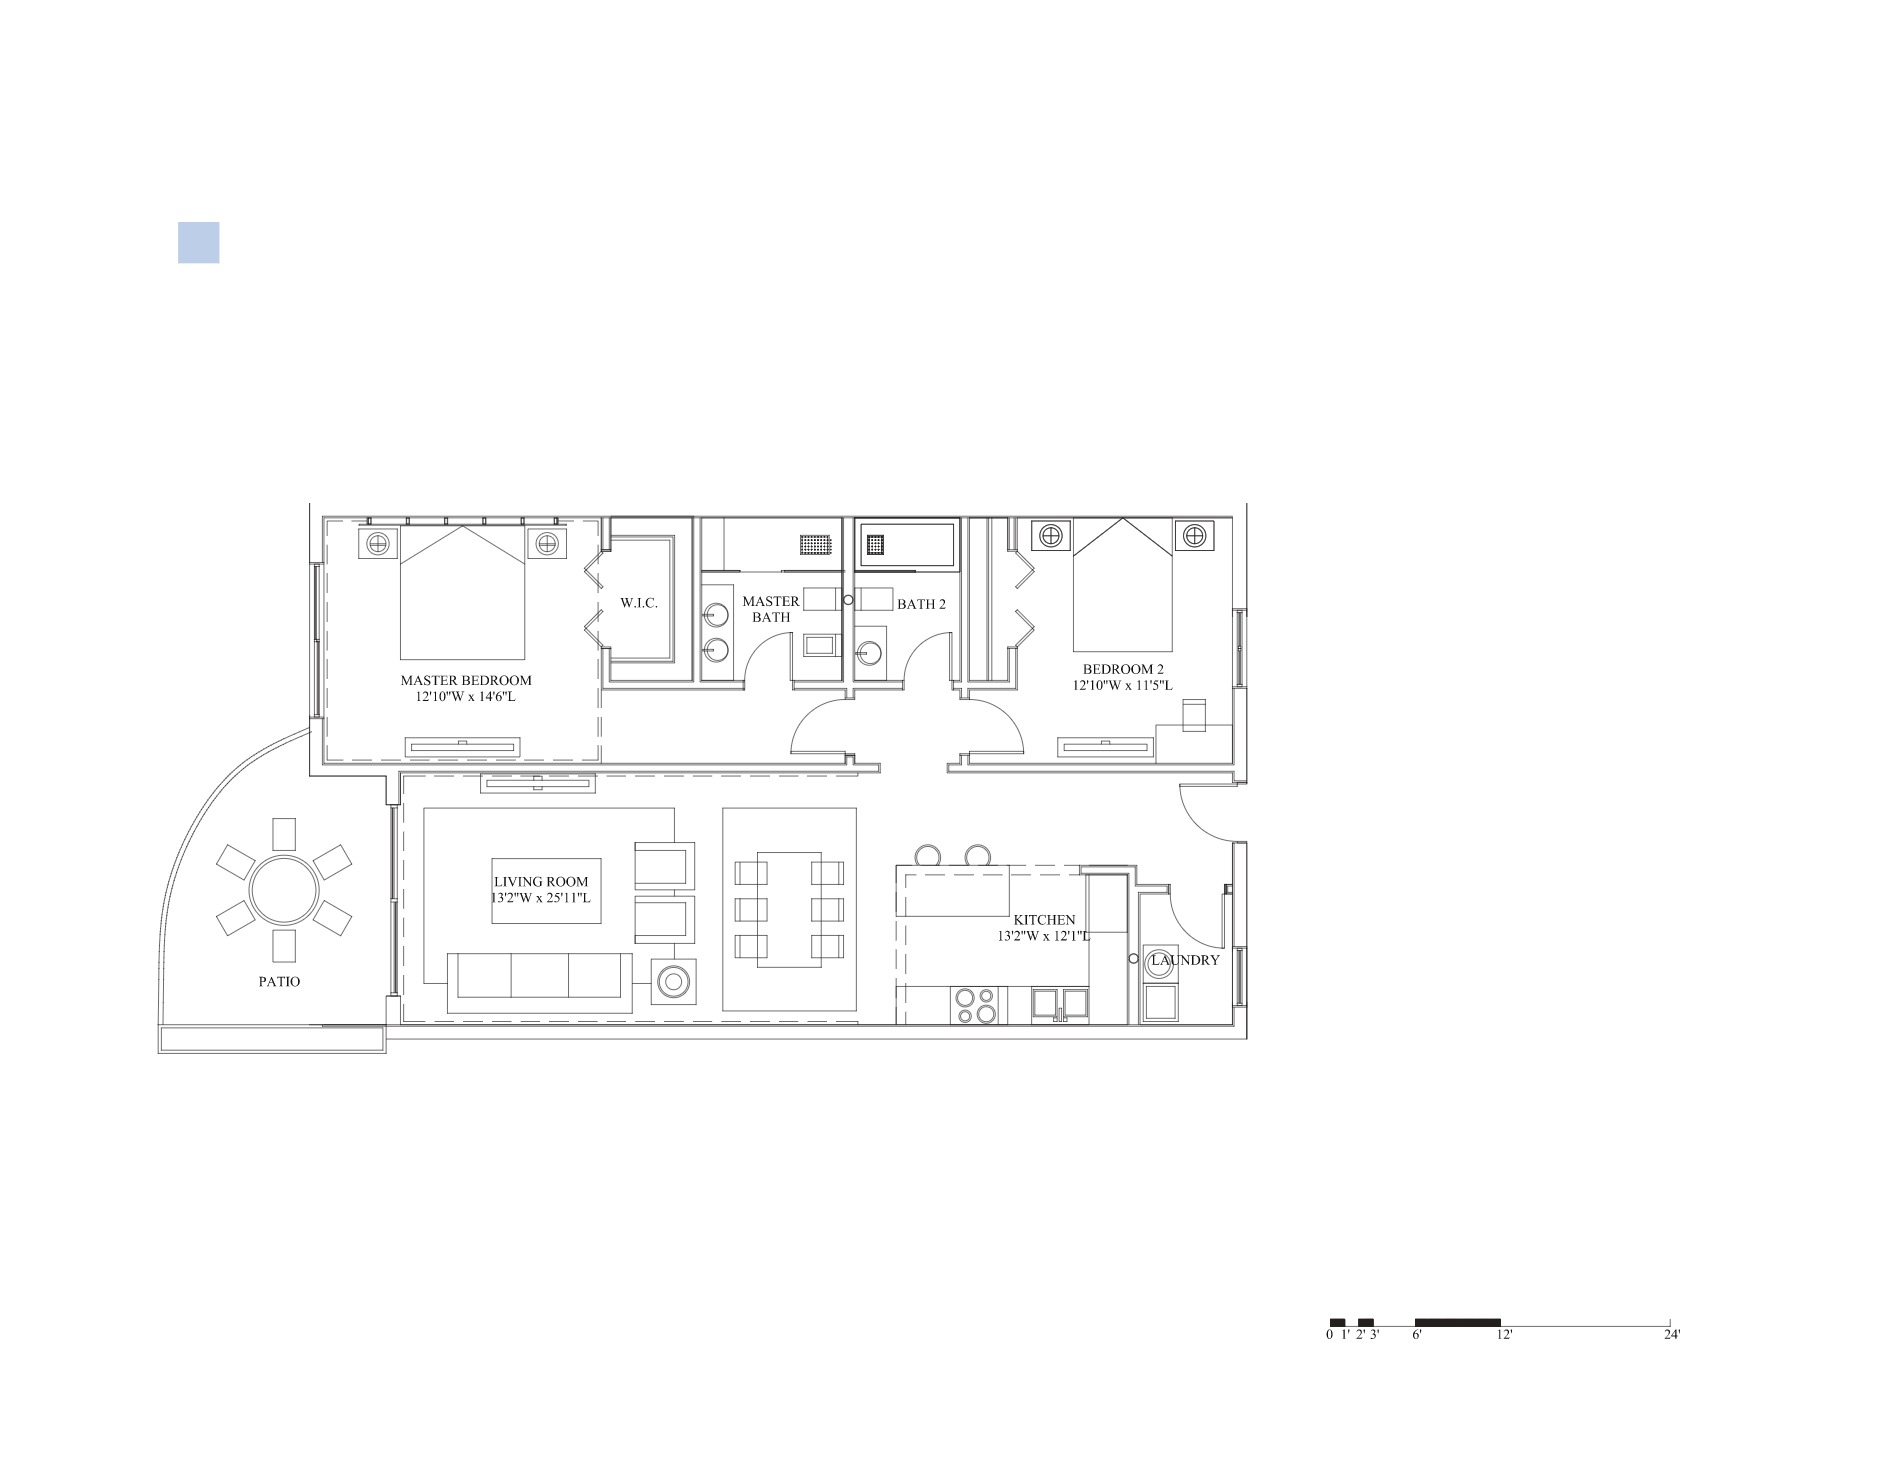 W.I.C.
MASTER
BATH
BATH 2
MASTER BEDROOM
12'10"W x 14'6"L
BEDROOM 2
12'10"W x 11'5"L
LIVING ROOM
13'2"W x 25'11"L
KITCHEN
13'2"W x 12'1"L
LAUNDRY
PATIO
0 1' 2' 3' 6' 12' 24'